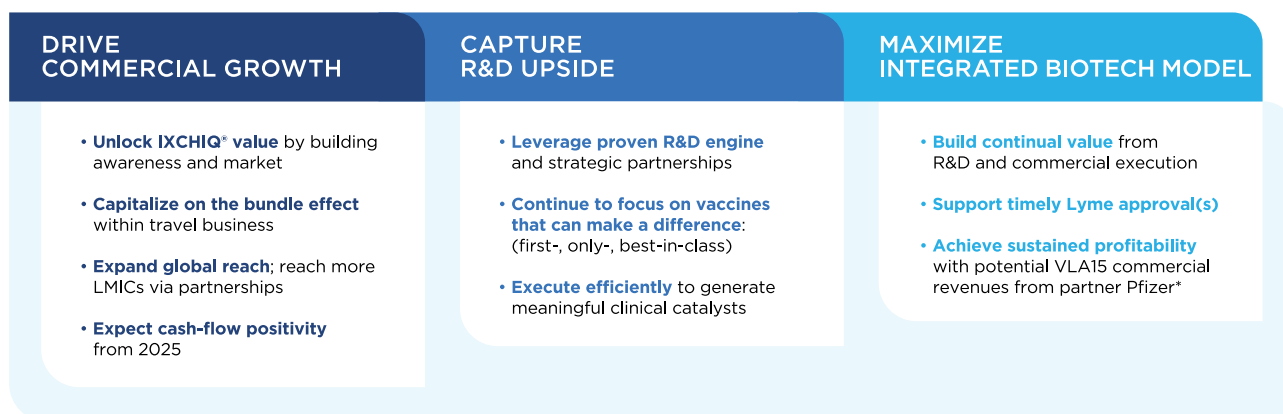 DRIVE
COMMERCIAL GROWTH
• Unlock IXCHIQ® value by building
awareness and market
• Capitalize on the bundle effect
within travel business
• Expand global reach; reach more
LMICs via partnerships
• Expect cash-flow positivity
from 2025
CAPTURE
R&D UPSIDE
• Leverage proven R&D engine
and strategic partnerships
• Continue to focus on vaccines
that can make a difference:
(first-, only-, best-in-class)
• Execute efficiently to generate
meaningful clinical catalysts
MAXIMIZE
INTEGRATED BIOTECH MODEL
• Build continual value from
R&D and commercial execution
• Support timely Lyme approval(s)
• Achieve sustained profitability
with potential VLA15 commercial
revenues from partner Pfizer*